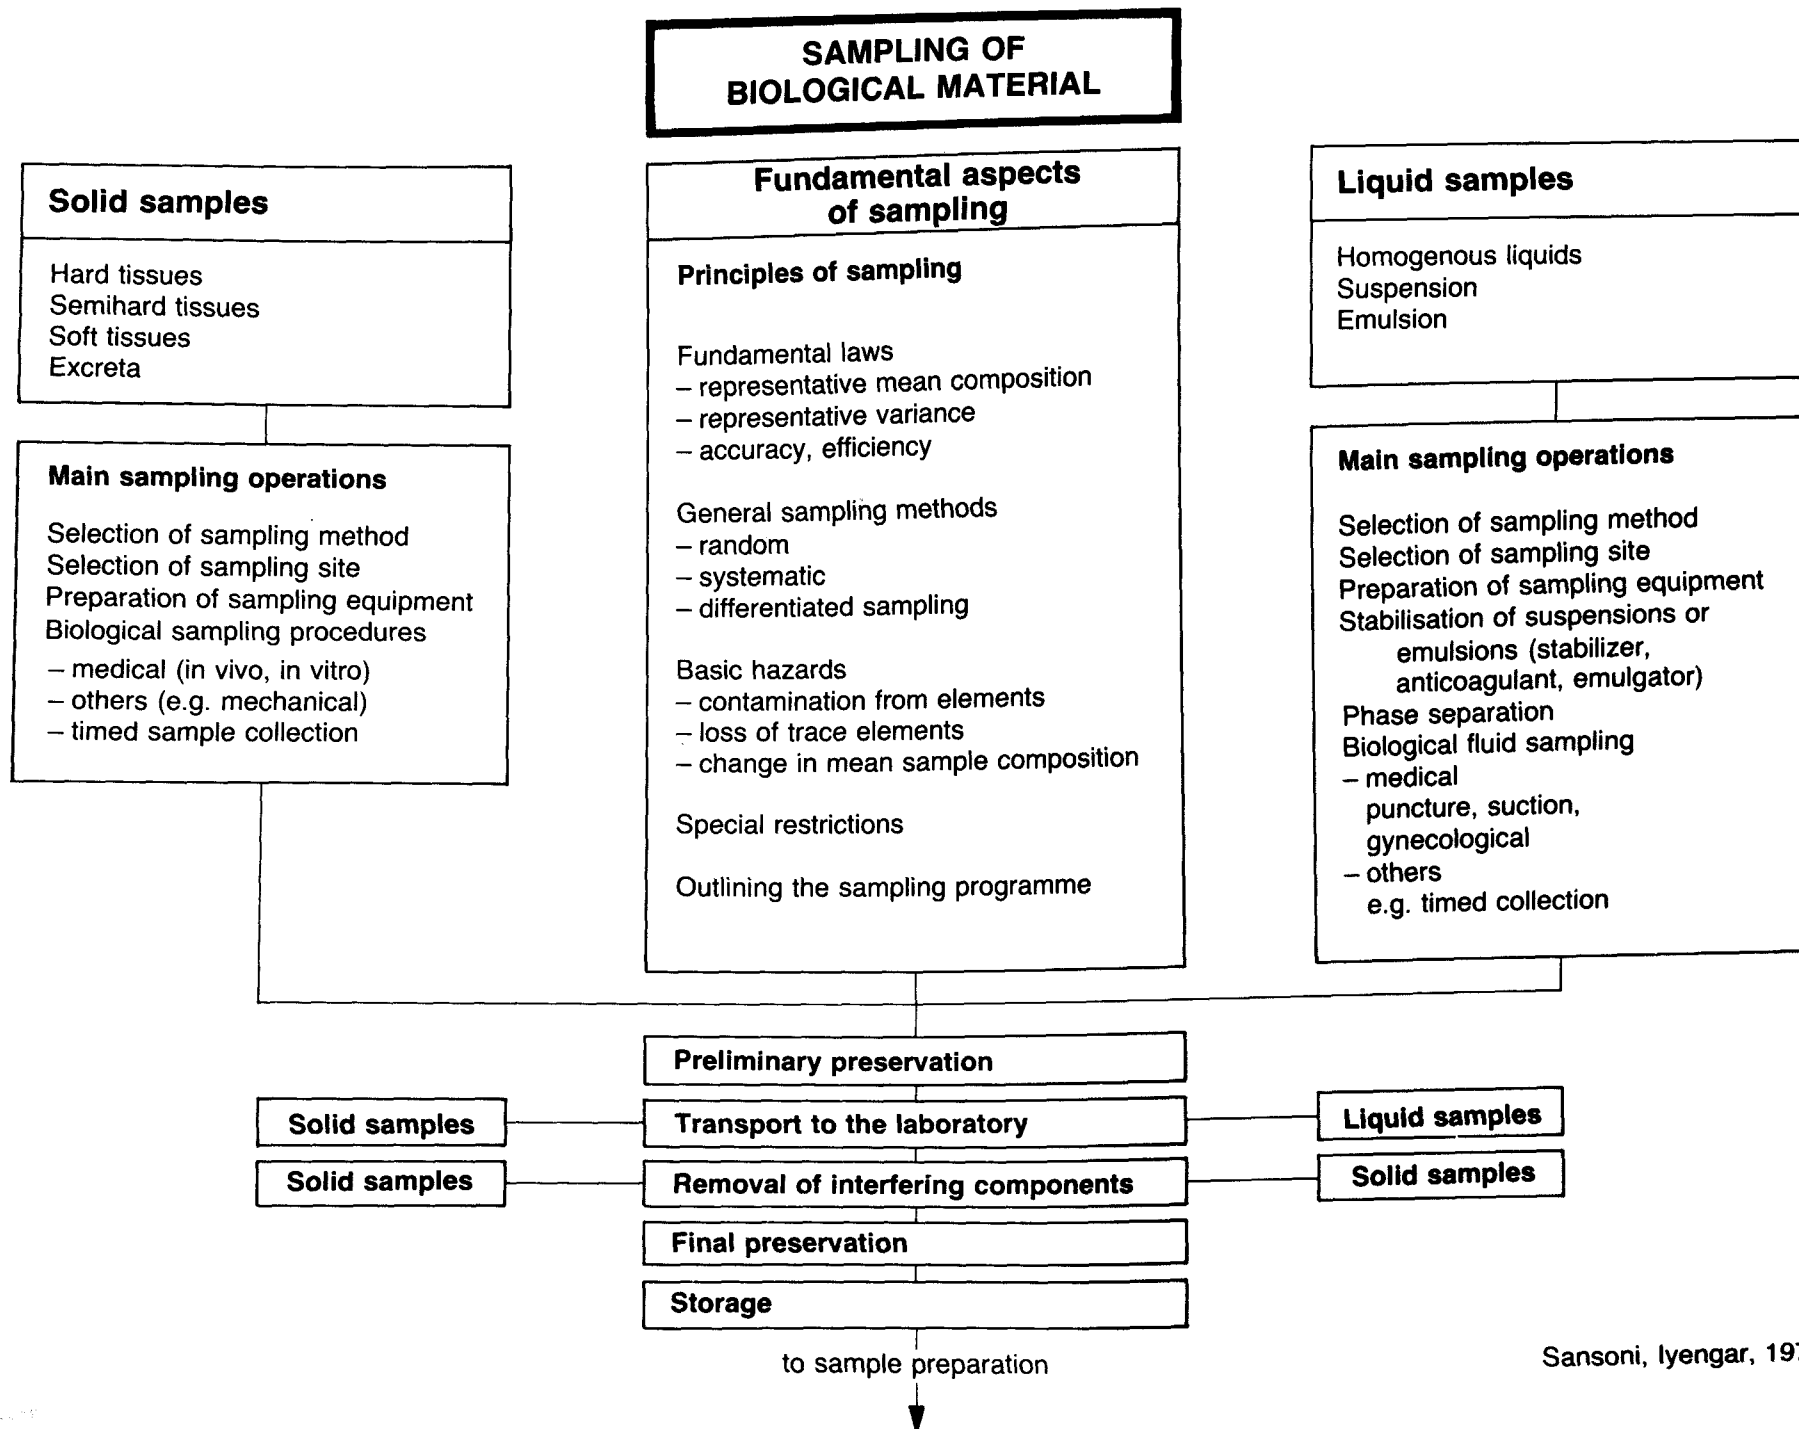 SAMPLING OF
BIOLOGICAL MATERIAL
Solid samples
Hard tissues
Semihard tissues
Soft tissues
Excreta
Main sampling operations
Selection of sampling method
Selection of sampling site
Preparation of sampling equipment
Biological sampling procedures
– medical (in vivo, in vitro)
– others (e.g. mechanical)
– timed sample collection
Fundamental aspects
of sampling
Principles of sampling
Fundamental laws
– representative mean composition
– representative variance
– accuracy, efficiency
General sampling methods
– random
– systematic
– differentiated sampling
Basic hazards
– contamination from elements
– loss of trace elements
– change in mean sample composition
Special restrictions
Outlining the sampling programme
Liquid samples
Homogenous liquids
Suspension
Emulsion
Main sampling operations
Selection of sampling method
Selection of sampling site
Preparation of sampling equipment
Stabilisation of suspensions or
emulsions (stabilizer,
anticoagulant, emulgator)
Phase separation
Biological fluid sampling
– medical
puncture, suction,
gynecological
– others
e.g. timed collection
Preliminary preservation
Solid samples
Transport to the laboratory
Liquid samples
Solid samples
Removal of interfering components
Solid samples
Final preservation
Storage
to sample preparation
Sansoni, Iyengar,